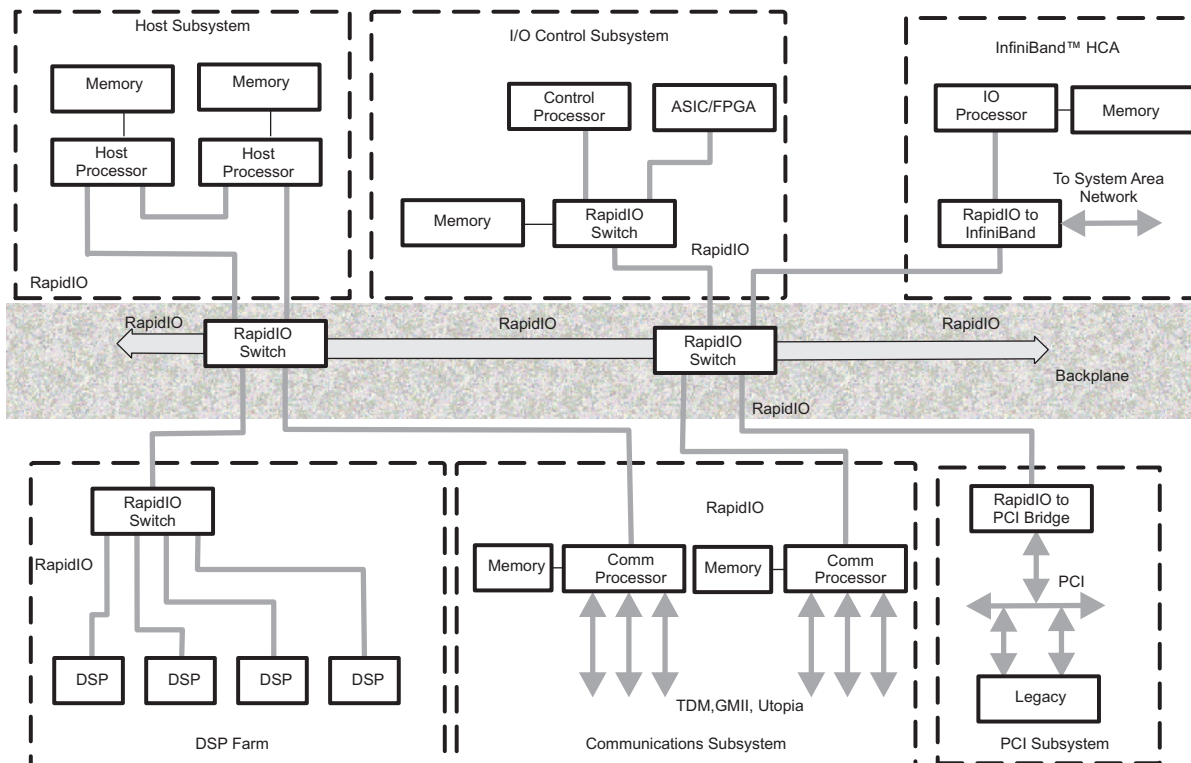 Host Subsystem
Memory
Memory
Host
Processor
Host
Processor
RapidIO
I/O Control Subsystem
Control
Processor
ASIC/FPGA
Memory
RapidIO
Switch
RapidIO
InfiniBand™ HCA
IO
Processor
Memory
To System Area
Network
RapidIO to
InfiniBand
RapidIO
RapidIO
Switch
RapidIO
RapidIO
Switch
RapidIO
Backplane
RapidIO
RapidIO
Switch
RapidIO
DSP
DSP
DSP
DSP
DSP Farm
RapidIO
Memory
Comm
Processor
Memory
Comm
Processor
TDM,GMII, Utopia
Communications Subsystem
RapidIO to
PCI Bridge
PCI
Legacy
PCI Subsystem